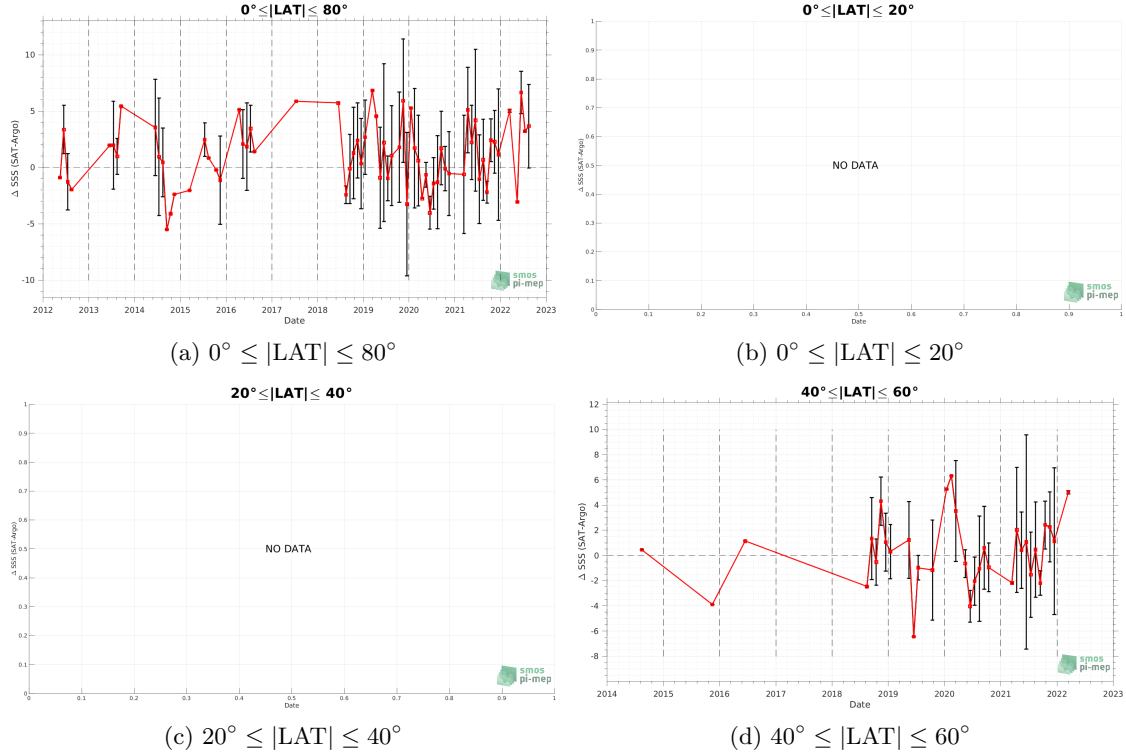 0°≤|LAT|≤ 80°
Δ SSS (SAT-Argo)
10
5
0
-5
-10
2012 2013 2014 2015 2016 2017 2018 2019 2020 2021 2022 2023
Date
smos
pi-mep
(a) 0° ≤ |LAT| ≤ 80°
0°≤|LAT|≤ 20°
Δ SSS (SAT-Argo)
1
0.9
0.8
0.7
0.6
0.5
0.4
0.3
0.2
0.1
0
NO DATA
0 0.1 0.2 0.3 0.4 0.5 0.6 0.7 0.8 0.9 1
Date
smos
pi-mep
(b) 0° ≤ |LAT| ≤ 20°
20°≤|LAT|≤ 40°
Δ SSS (SAT-Argo)
1
0.9
0.8
0.7
0.6
0.5
0.4
0.3
0.2
0.1
0
NO DATA
0 0.1 0.2 0.3 0.4 0.5 0.6 0.7 0.8 0.9 1
Date
smos
pi-mep
(c) 20° ≤ |LAT| ≤ 40°
40°≤|LAT|≤ 60°
Δ SSS (SAT-Argo)
12
10
8
6
4
2
0
-2
-4
-6
-8
2014 2015 2016 2017 2018 2019 2020 2021 2022 2023
Date
smos
pi-mep
(d) 40° ≤ |LAT| ≤ 60°